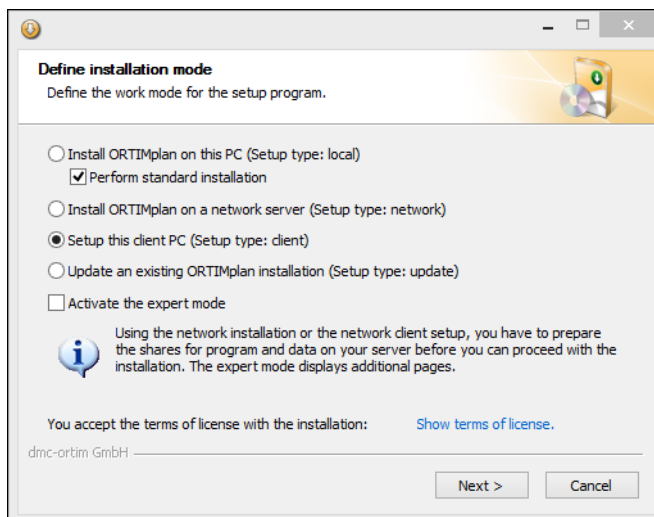 Define installation mode
Define the work mode for the setup program.
Install ORTIMplan on this PC (Setup type: local)
Perform standard installation
Install ORTIMplan on a network server (Setup type: network)
Setup this client PC (Setup type: client)
Update an existing ORTIMplan installation (Setup type: update)
Activate the expert mode
Using the network installation or the network client setup, you have to prepare
the shares for program and data on your server before you can proceed with the
installation. The expert mode displays additional pages.
You accept the terms of license with the installation: Show terms of license.
dmc-ortim GmbH
Next > Cancel